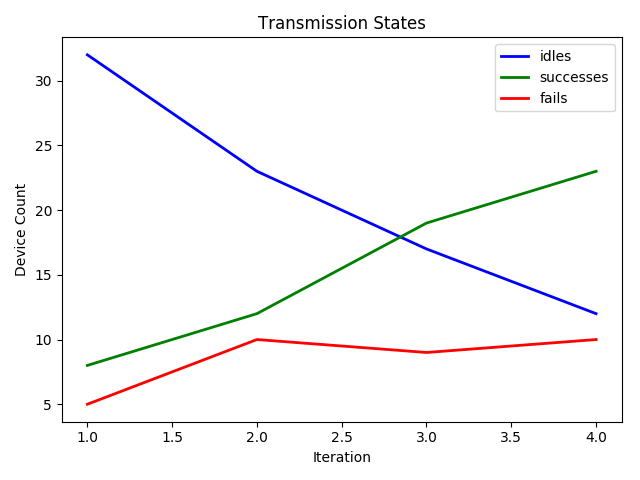 Transmission States
idles
successes
fails
Device Count
30
25
20
15
10
5
1.0 1.5 2.0 2.5 3.0 3.5 4.0
Iteration